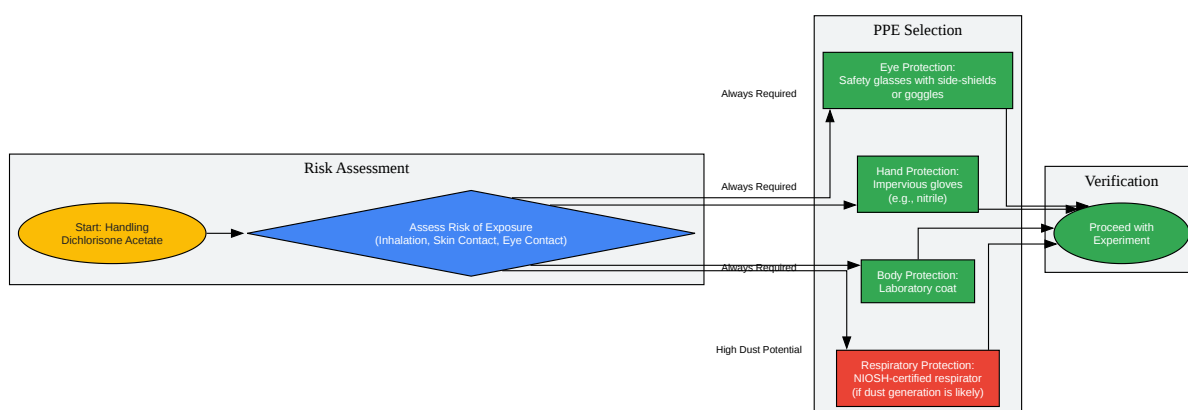 Risk Assessment
Start: Handling
Dichlorisone Acetate
Assess Risk of Exposure
(Inhalation, Skin Contact, Eye Contact)
Always Required
Always Required
Always Required
High Dust Potential
PPE Selection
Eye Protection:
Safety glasses with side-shields
or goggles
Hand Protection:
Impervious gloves
(e.g., nitrile)
Body Protection:
Laboratory coat
Respiratory Protection:
NIOSH-certified respirator
(if dust generation is likely)
Verification
Proceed with
Experiment